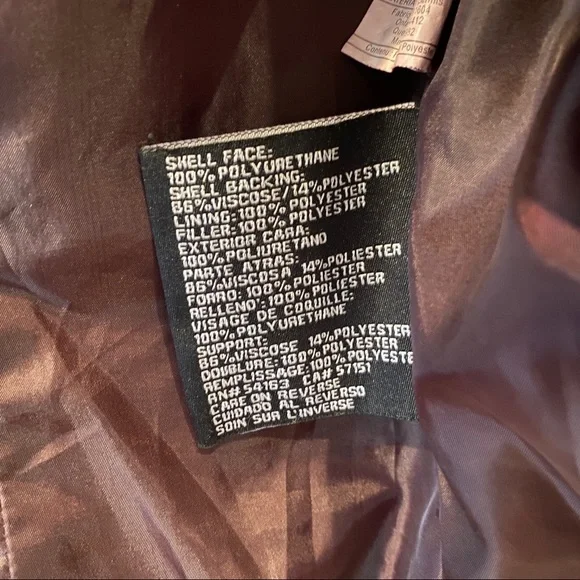 604
412
Polyester
SHELL FACE:
100% POLYURETHANE
SHELL BACKING:
86%VISCOSE/14%POLYESTER
LINING:100% POLYESTER
FILLER:100% POLYESTER
EXTERIOR CARA:
100% POLIURETANO
PARTE ATRAS:
86%VISCOSA 14%POLIESTER
FORRO:100% POLIESTER
RELLENO:100% POLIESTER
VISAGE DE COQUILLE:
100% POLYURETHANE
SUPPORT:
86%VISCOSE 14%POLYESTER
DOUBLURE:100% POLYESTER
REMPLISSAGE:100% POLYESTE
RN# 54163 CA# 57151
CARE ON REVERSE
CUIDADO AL REVERSO
SOIN SUR L'INVERSE